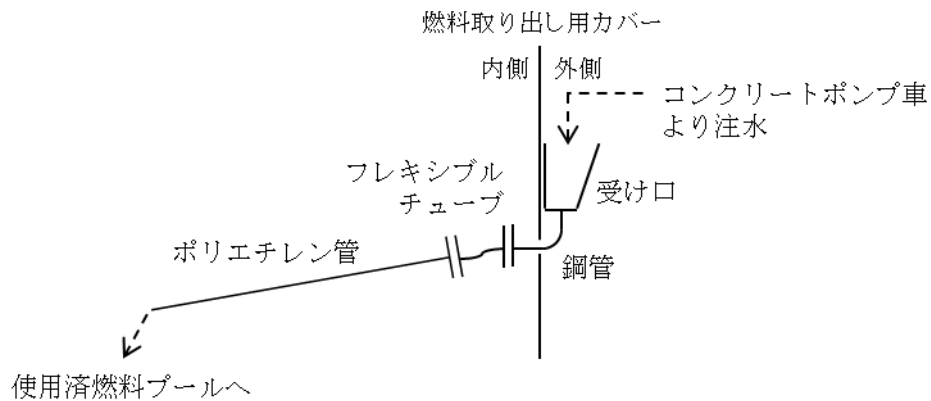 燃料取り出し用カバー
内側
外側
コンクリートポンプ車
より注水
フレキシブル
チューブ
受け口
ポリエチレン管
鋼管
使用済燃料プールへ